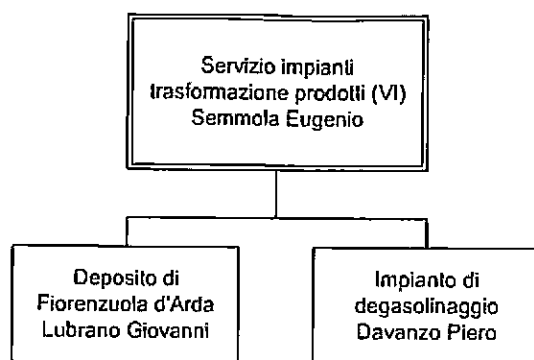 Servizio impianti
trasformazione prodotti (VI)
Semmola Eugenio
Deposito di
Fiorenzuola d'Arda
Lubrano Giovanni
Impianto di
degasolinaggio
Davanzo Piero